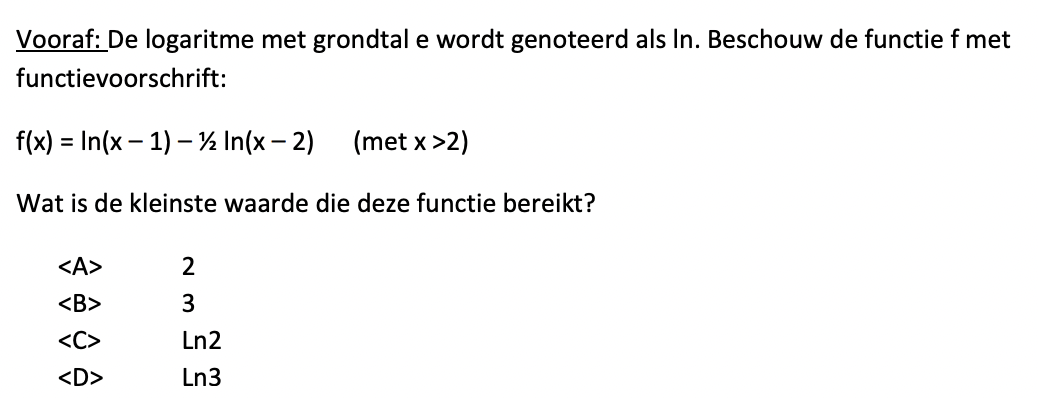 Vooraf: De logaritme met grondtal e wordt genoteerd als ln. Beschouw de functie f met
functievoorschrift:
f(x) = ln(x – 1) – ½ ln(x – 2) (met x >2)
Wat is de kleinste waarde die deze functie bereikt?
<A> 2
<B> 3
<C> Ln2
<D> Ln3